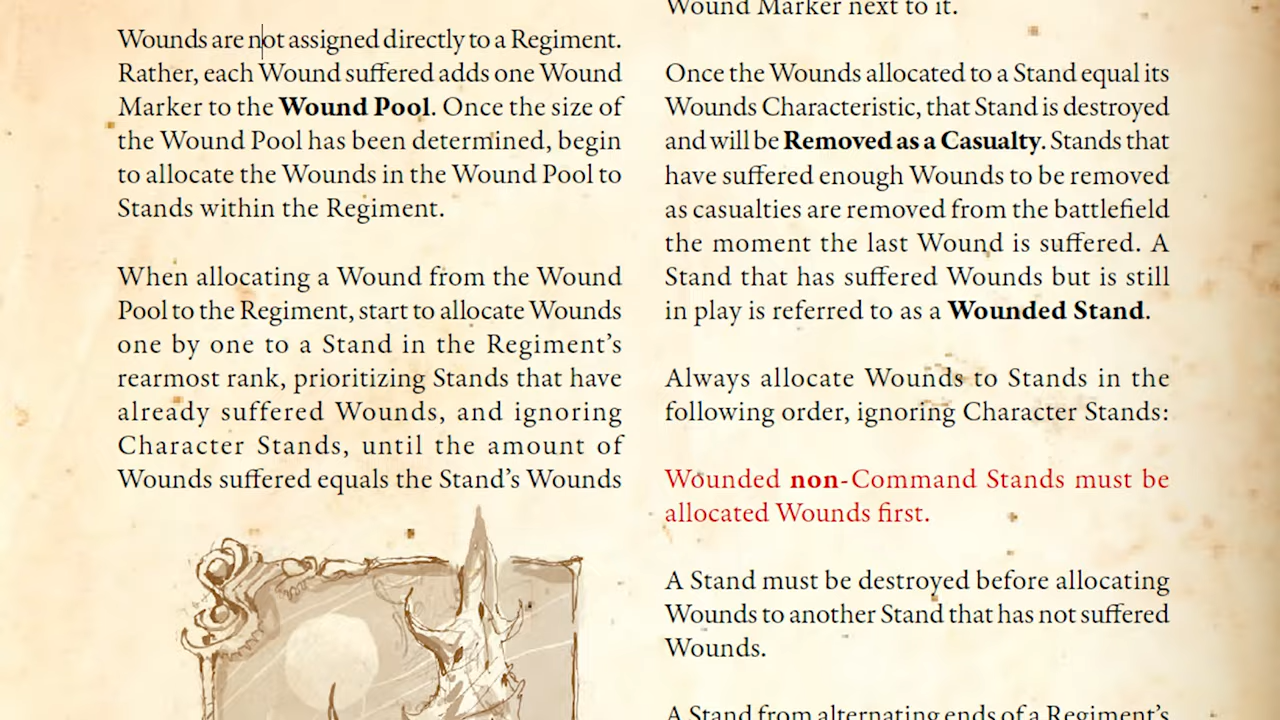 Wounds are not assigned directly to a Regiment.
Rather, each Wound suffered adds one Wound
Marker to the Wound Pool. Once the size of
the Wound Pool has been determined, begin
to allocate the Wounds in the Wound Pool to
Stands within the Regiment.
When allocating a Wound from the Wound
Pool to the Regiment, start to allocate Wounds
one by one to a Stand in the Regiment’s
rearmost rank, prioritizing Stands that have
already suffered Wounds, and ignoring
Character Stands, until the amount of
Wounds suffered equals the Stand’s Wounds
Wound Marker next to it.
Once the Wounds allocated to a Stand equal its
Wounds Characteristic, that Stand is destroyed
and will be Removed as a Casualty. Stands that
have suffered enough Wounds to be removed
as casualties are removed from the battlefield
the moment the last Wound is suffered. A
Stand that has suffered Wounds but is still
in play is referred to as a Wounded Stand.
Always allocate Wounds to Stands in the
following order, ignoring Character Stands:
Wounded non-Command Stands must be
allocated Wounds first.
A Stand must be destroyed before allocating
Wounds to another Stand that has not suffered
Wounds.
A Stand from alternating ends of a Regiment’s